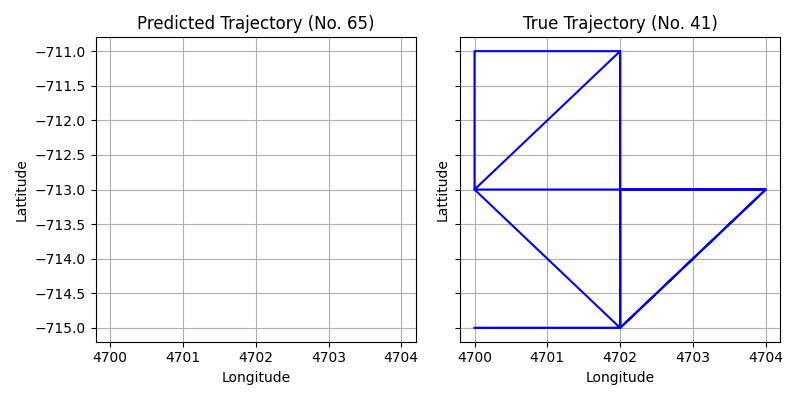 Predicted Trajectory (No. 65)
True Trajectory (No. 41)
−711.0
−711.5
−712.0
−712.5
−713.0
−713.5
−714.0
−714.5
−715.0
Lattitude
Lattitude
4700 4701 4702 4703 4704
4700 4701 4702 4703 4704
Longitude
Longitude